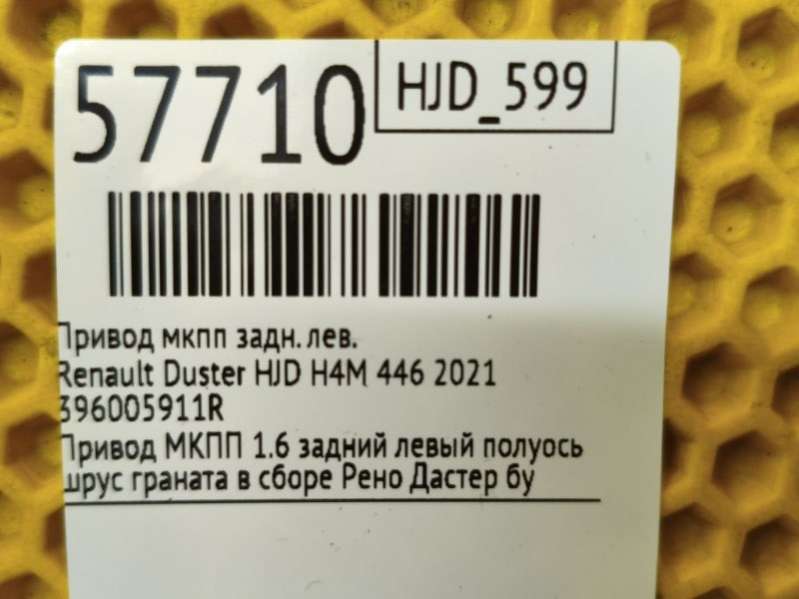 57710
HJD_599
Привод мкпп задн. лев.
Renault Duster HJD H4M 446 2021
396005911R
Привод МКПП 1.6 задний левый полуось
шрус граната в сборе Рено Дастер бу